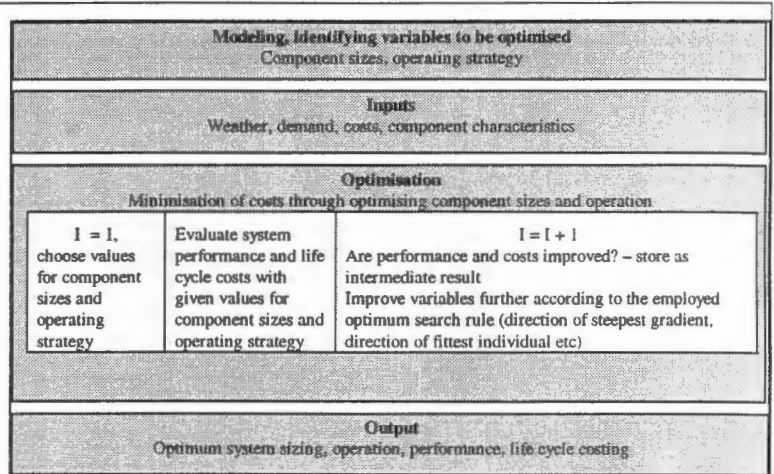 Modeling, Identifying variables to be optimised
Component sizes, operating strategy
Inputs
Weather, demand, costs, component characteristics
Optimisation
Minimisation of costs through optimising component sizes and operation
I = I,
choose values
for component
sizes and
operating
strategy
Evaluate system
performance and life
cycle costs with
given values for
component sizes and
operating strategy
I = I + 1
Are performance and costs improved? – store as
intermediate result
Improve variables further according to the employed
optimum search rule (direction of steepest gradient,
direction of fittest individual etc)
Output
Optimum system sizing, operation, performance, life cycle costing